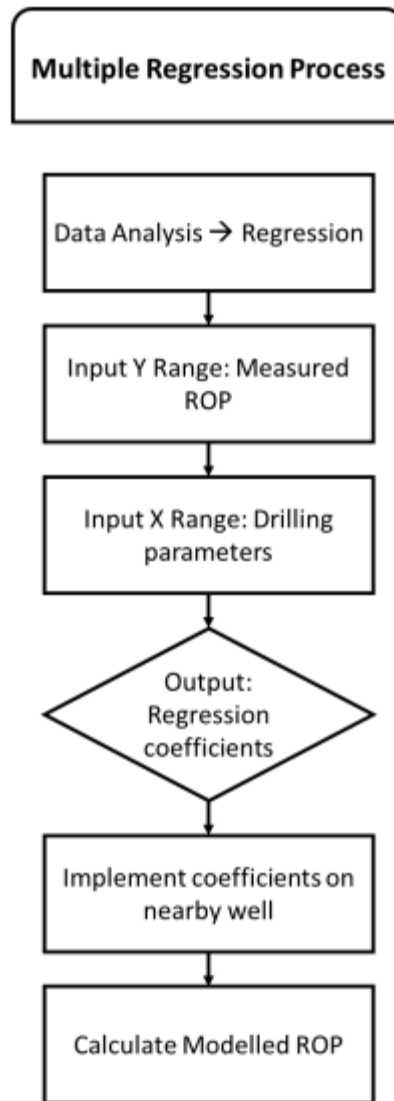 Multiple Regression Process
Data Analysis → Regression
Input Y Range: Measured
ROP
Input X Range: Drilling
parameters
Output:
Regression
coefficients
Implement coefficients on
nearby well
Calculate Modelled ROP